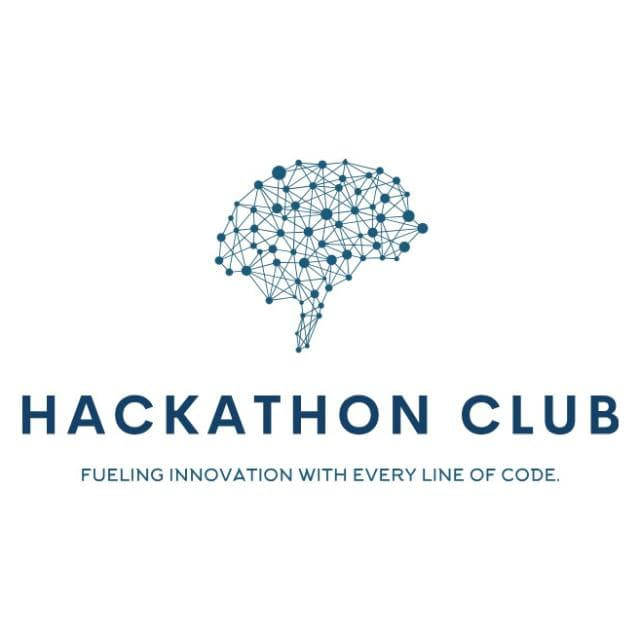 HACKATHON CLUB
FUELING INNOVATION WITH EVERY LINE OF CODE.